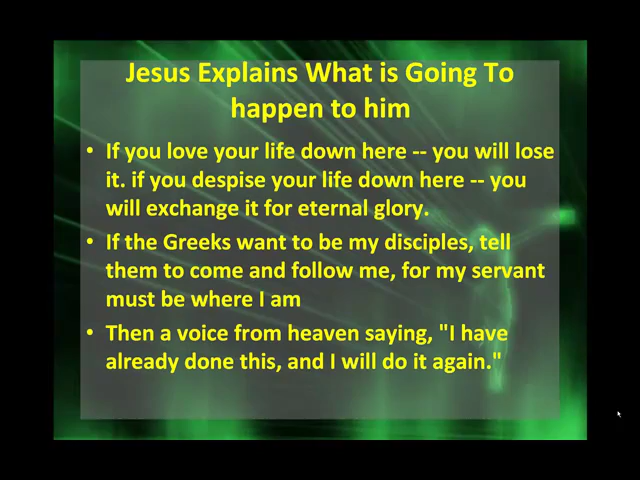 Jesus Explains What is Going To
happen to him
• If you love your life down here -- you will lose
it. if you despise your life down here -- you
will exchange it for eternal glory.
• If the Greeks want to be my disciples, tell
them to come and follow me, for my servant
must be where I am
• Then a voice from heaven saying, "I have
already done this, and I will do it again."